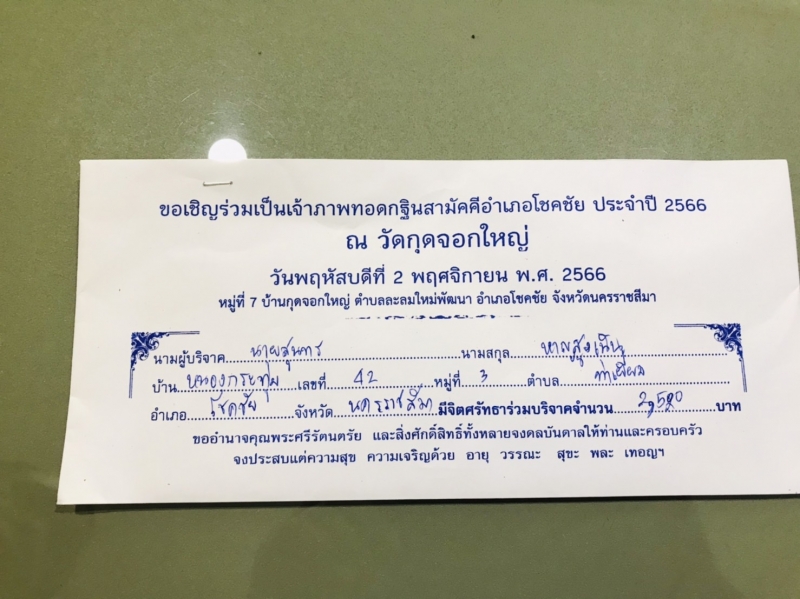 ขอเชิญร่วมเป็นเจ้าภาพทอดกฐินสามัคคีอำเภอโชคชัย ประจำปี 2566
ณ วัดกุดจอกใหญ่
วันพฤหัสบดีที่ 2 พฤศจิกายน พ.ศ. 2566
หมู่ที่ 7 บ้านกุดจอกใหญ่ ตำบลละลมใหม่พัฒนา อำเภอโชคชัย จังหวัดนครราชสีมา
นามผู้บริจาค นายสุนทร นามสกุล
บ้าน หนองกระทุ่ม เลขที่ 42 หมู่ที่ 3 ตำบล
อำเภอ โชคชัย จังหวัด นครราชสีมา มีจิตศรัทธาร่วมบริจาคจำนวน บาท
ขออำนาจคุณพระศรีรัตนตรัย และสิ่งศักดิ์สิทธิ์ทั้งหลายจงดลบันดาลให้ท่านและครอบครัว
จงประสบแต่ความสุข ความเจริญด้วย อายุ วรรณะ สุขะ พละ เทอญฯ